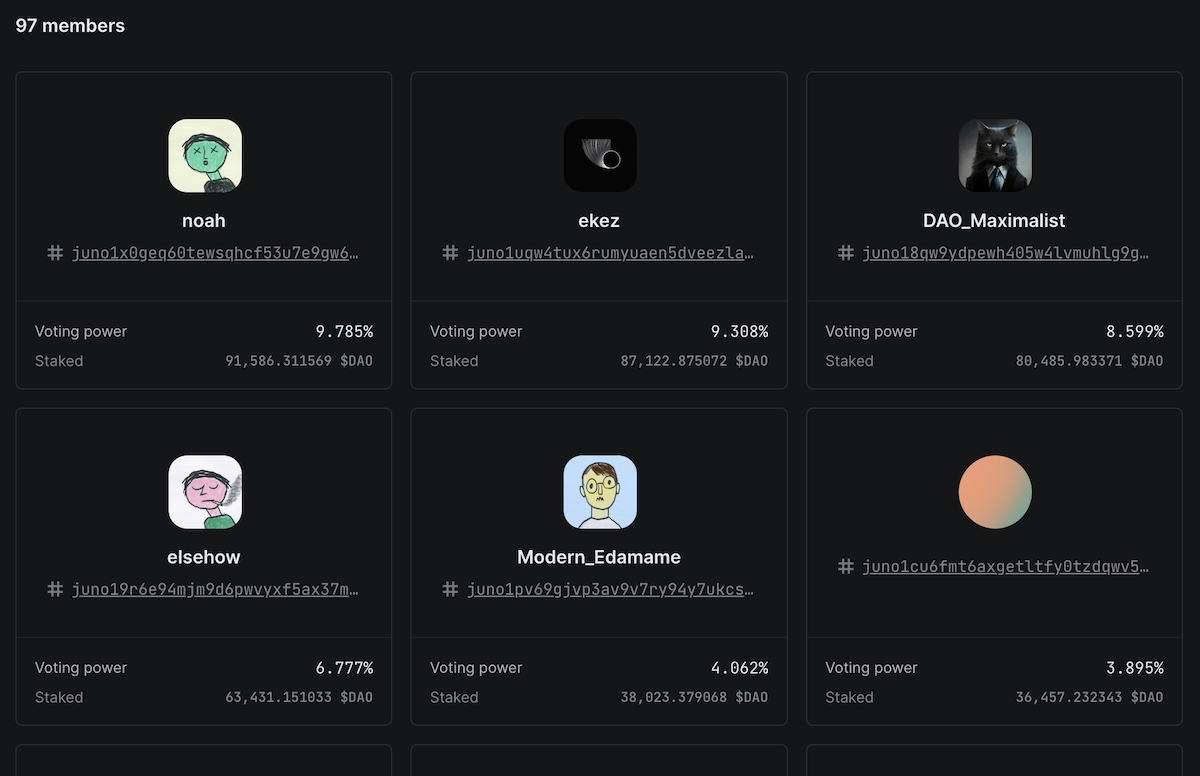 97 members
noah
juno1x0geq60tewsqhcf53u7e9gw6…
Voting power 9.785%
Staked 91,586.311569 $DAO
ekez
juno1uqw4tux6rumyuaen5dveezla…
Voting power 9.308%
Staked 87,122.875072 $DAO
DAO_Maximalist
juno18qw9ydpewh405w4lvmuhlg9g…
Voting power 8.599%
Staked 80,485.983371 $DAO
elsehow
juno19r6e94mjm9d6pwvyxf5ax37m…
Voting power 6.777%
Staked 63,431.151033 $DAO
Modern_Edamame
juno1pv69gjvp3av9v7ry94y7ukcs…
Voting power 4.062%
Staked 38,023.379068 $DAO
juno1cu6fmt6axgetltfy0tzdqwv5…
Voting power 3.895%
Staked 36,457.232343 $DAO